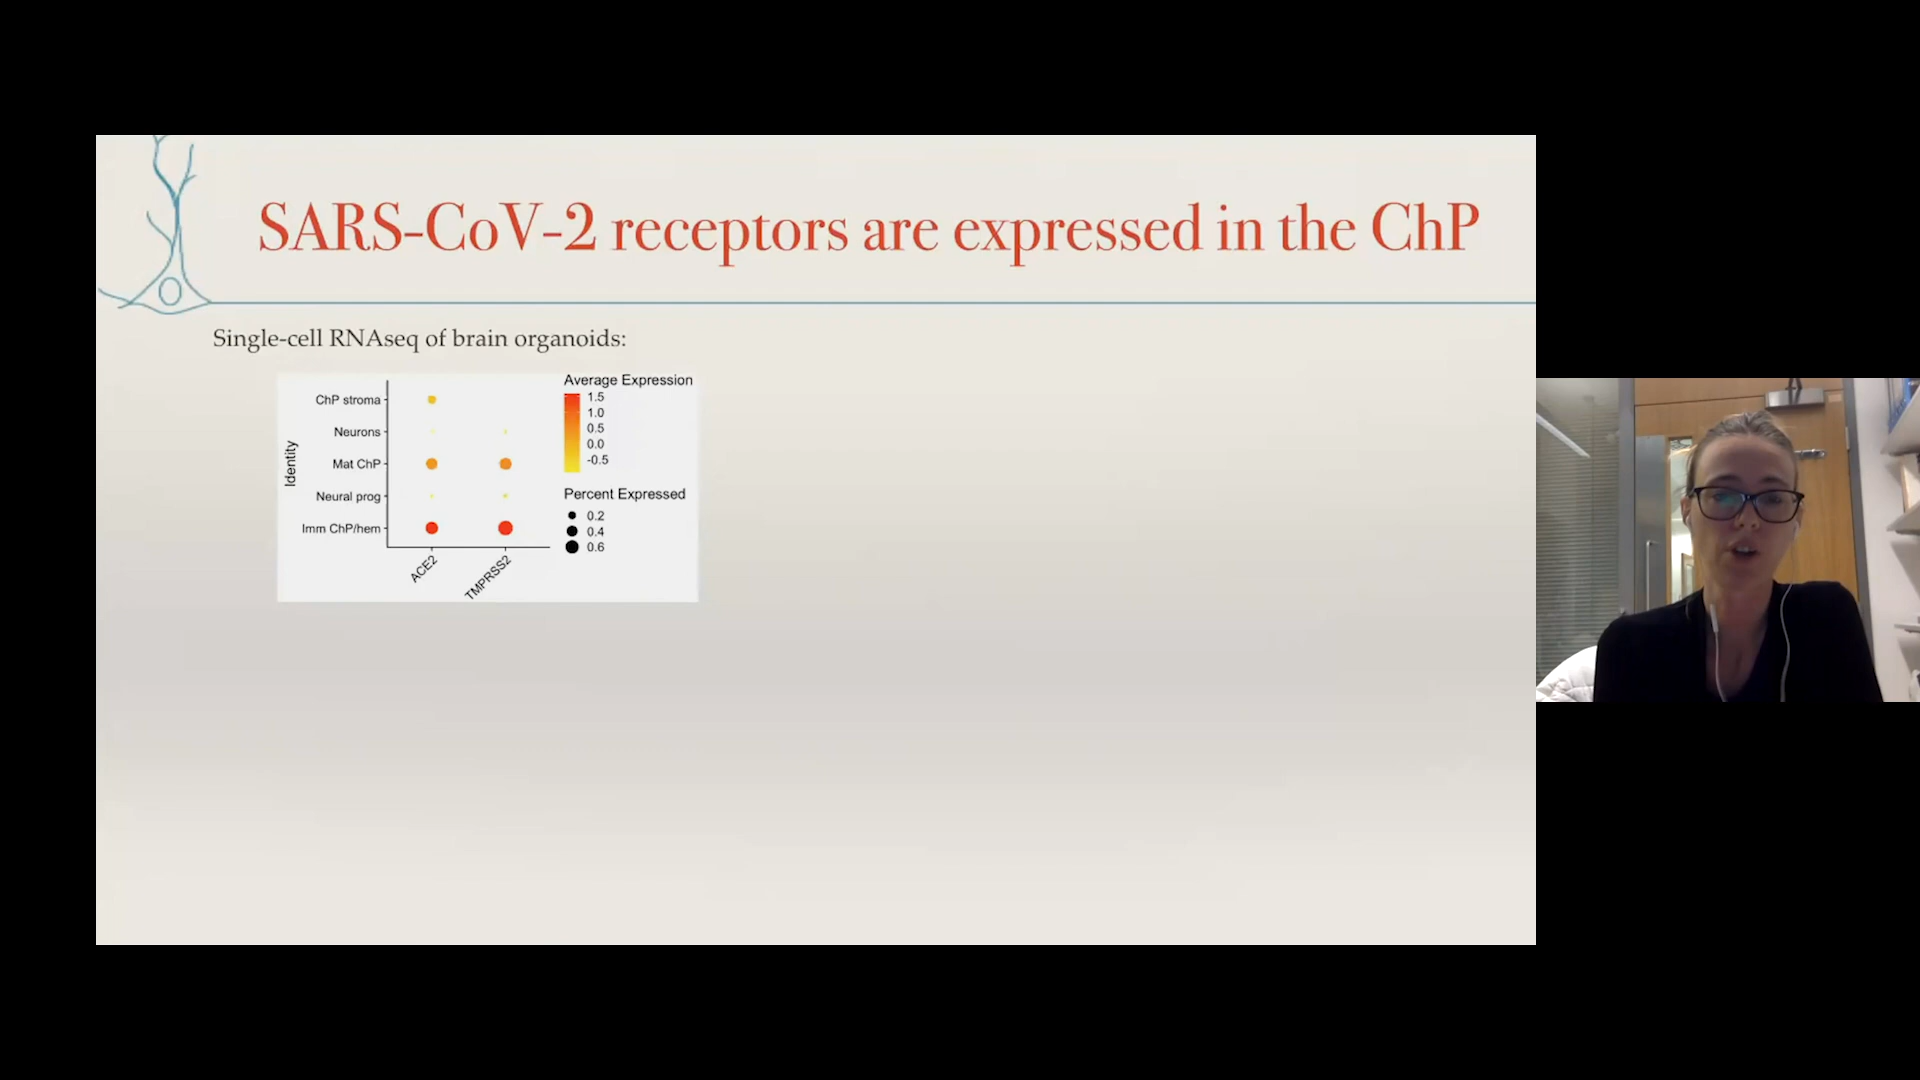 SARS-CoV-2 receptors are expressed in the ChP
Single-cell RNAseq of brain organoids:
Identity
ChP stroma
Neurons
Mat ChP
Neural prog
Imm ChP/hem
ACE2
TMPRSS2
Average Expression
1.5
1.0
0.5
0.0
-0.5
Percent Expressed
0.2
0.4
0.6